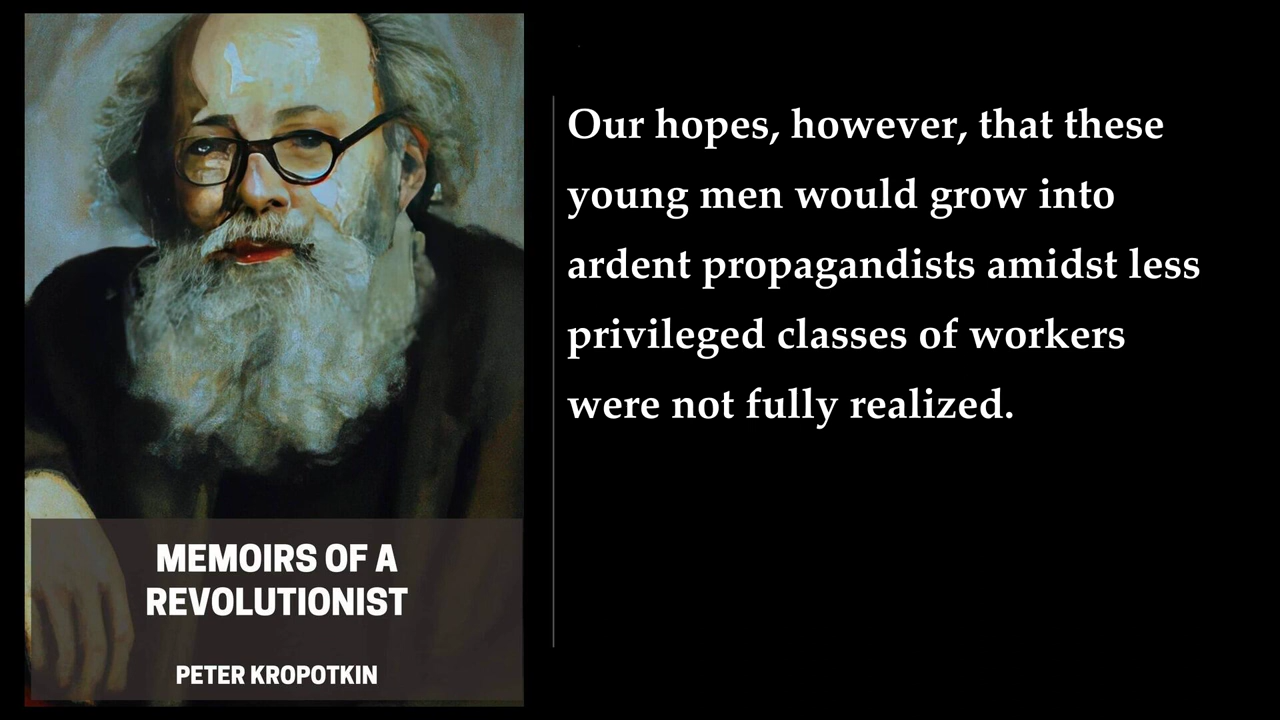 Our hopes, however, that these
young men would grow into
ardent propagandists amidst less
privileged classes of workers
were not fully realized.
MEMOIRS OF A
REVOLUTIONIST
PETER KROPOTKIN